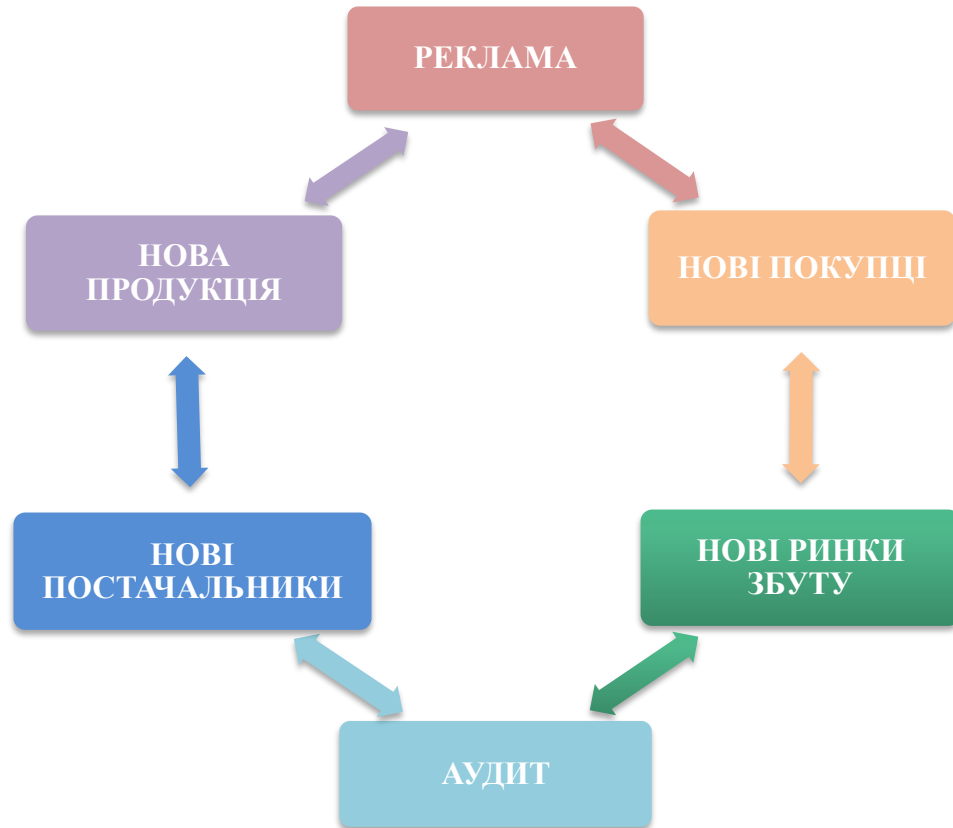 РЕКЛАМА
НОВА
ПРОДУКЦІЯ
НОВІ ПОКУПЦІ
НОВІ
ПОСТАЧАЛЬНИКИ
НОВІ РИНКИ
ЗБУТУ
АУДИТ